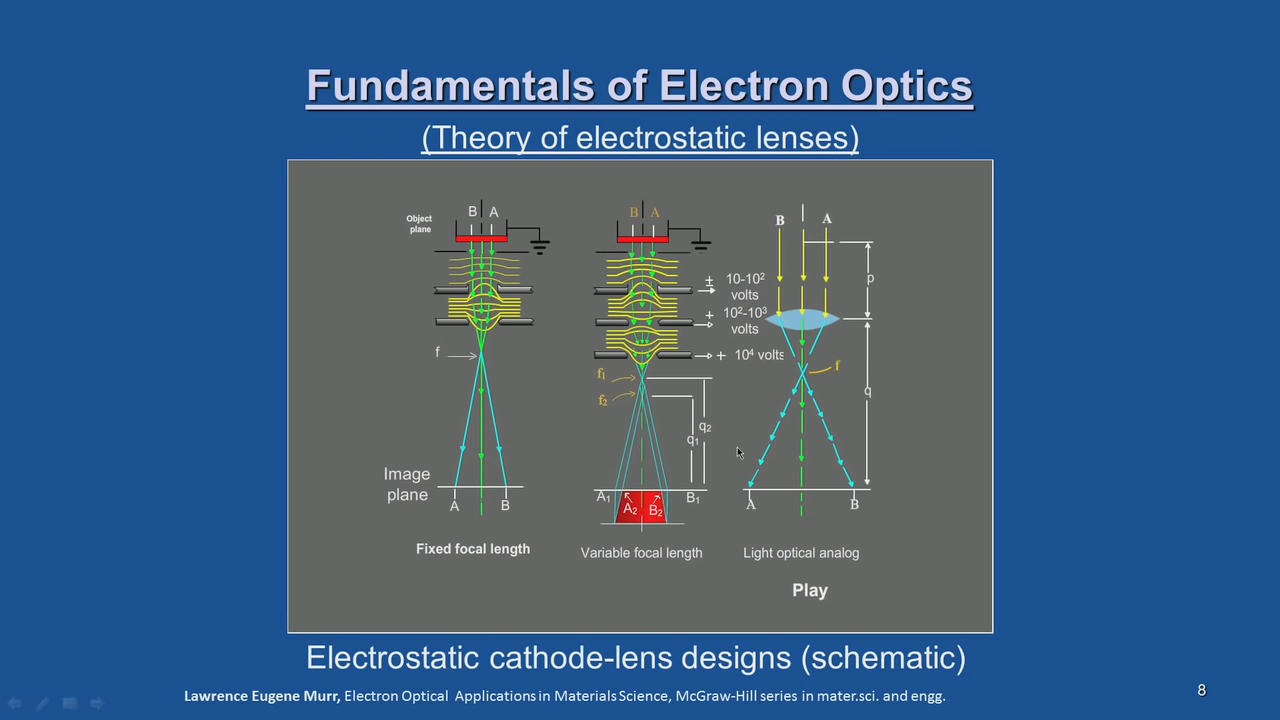 Fundamentals of Electron Optics
(Theory of electrostatic lenses)
Object
plane
B A
f
Image
plane
A B
Fixed focal length
B A
± 10-10²
volts
+ 10²-10³
volts
+ 10⁴ volts
f₁
f₂
q₂
q₁
A₁ A₂ B₂ B₁
Variable focal length
B A
p
f
q
A B
Light optical analog
Play
Electrostatic cathode-lens designs (schematic)
Lawrence Eugene Murr, Electron Optical Applications in Materials Science, McGraw-Hill series in mater.sci. and engg.
8